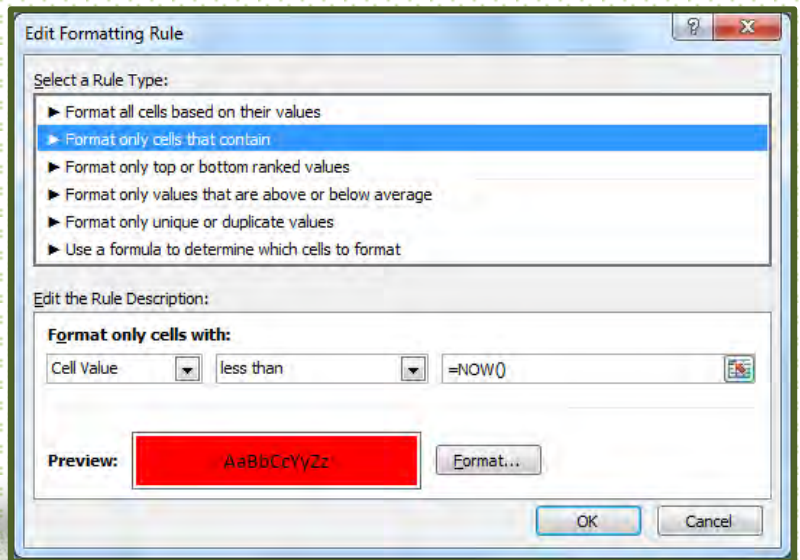 Edit Formatting Rule
Select a Rule Type:
► Format all cells based on their values
► Format only cells that contain
► Format only top or bottom ranked values
► Format only values that are above or below average
► Format only unique or duplicate values
► Use a formula to determine which cells to format
Edit the Rule Description:
Format only cells with:
Cell Value less than =NOW()
Preview: AaBbCcYyZz Format...
OK Cancel